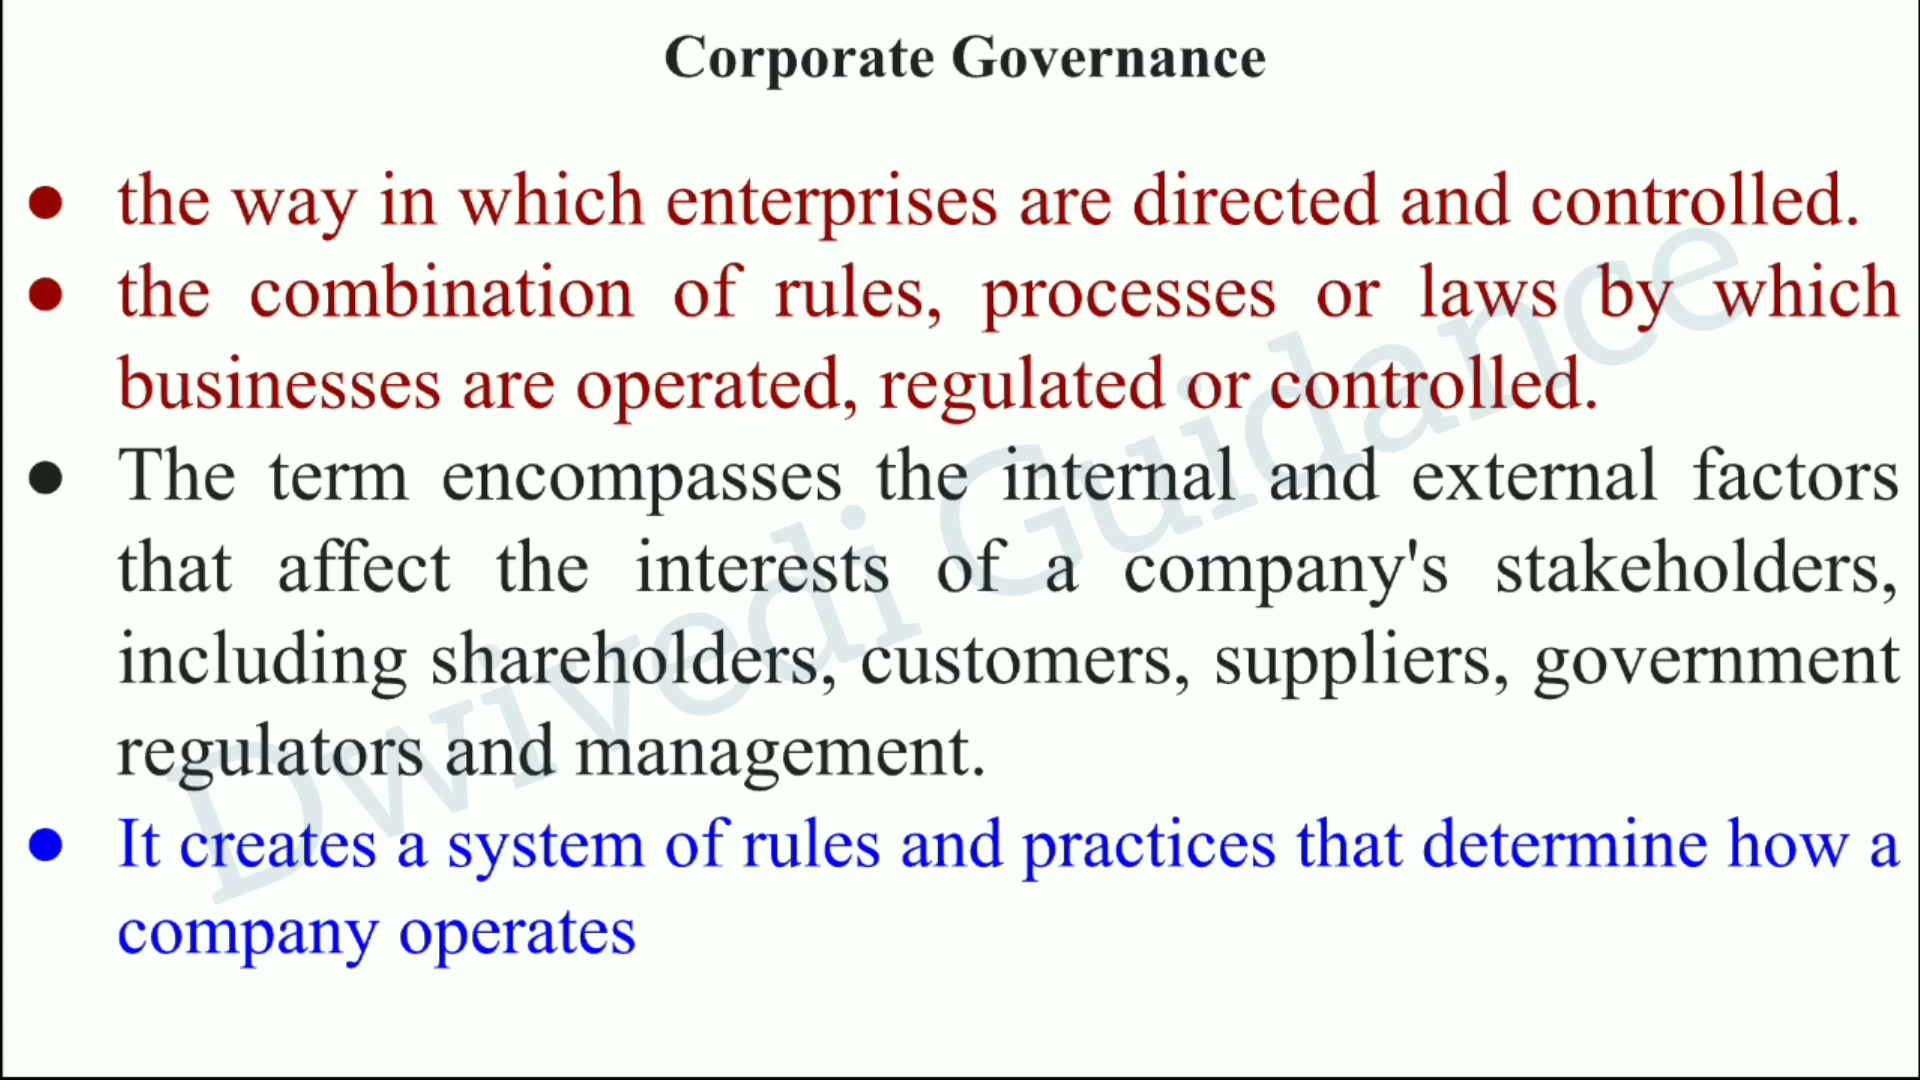 Corporate Governance
● the way in which enterprises are directed and controlled.
● the combination of rules, processes or laws by which
businesses are operated, regulated or controlled.
● The term encompasses the internal and external factors
that affect the interests of a company's stakeholders,
including shareholders, customers, suppliers, government
regulators and management.
● It creates a system of rules and practices that determine how a
company operates
Dwivedi Guidance